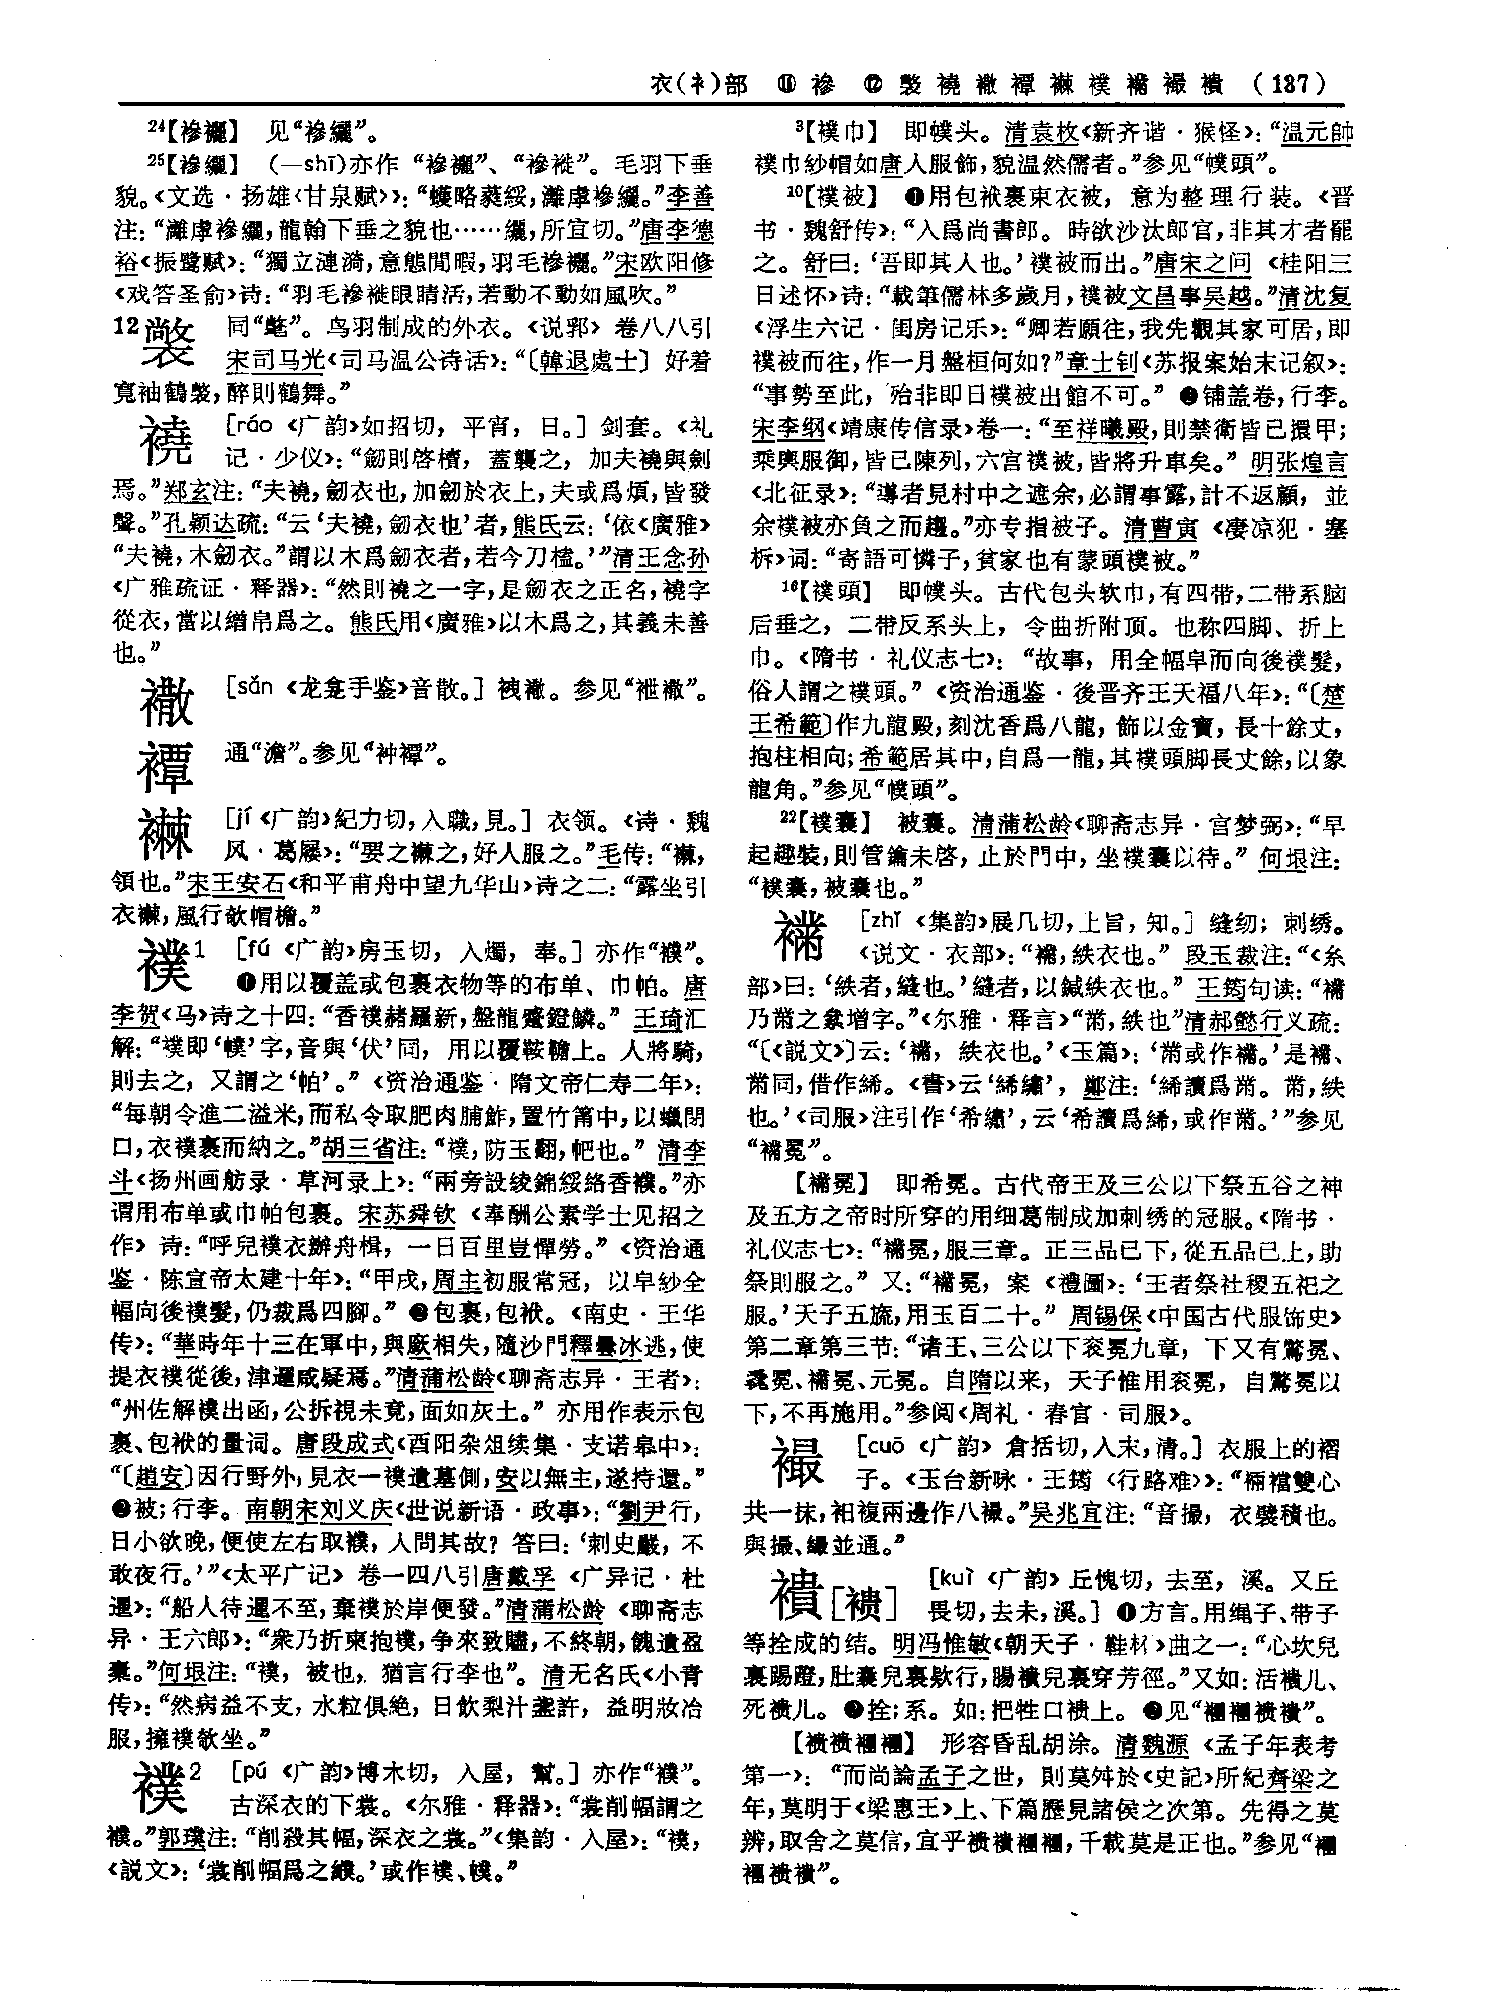 衣(衤)部 ⑪ 襂 ⑫ 氅襓襒襌襋襆襺襊襀 (137)
24【襂襹】 见“襂纚”。
25【襂纚】 (—shī)亦作“襂襹”、“襂褷”。毛羽下垂
貌。《文选·扬雄〈甘泉赋〉》：“蠖略蕤綏，灕虖襂纚。”李善
注：“灕虖襂纚，龍翰下垂之貌也……纚，所宜切。”唐李德
裕《振鹭赋》：“獨立漣漪，意態閒暇，羽毛襂襹。”宋欧阳修
《戏答圣俞》诗：“羽毛襂褷眼睛活，若動不動如風吹。”
12 同“氅”。鸟羽制成的外衣。《说郛》卷八八引
宋司马光《司马温公诗话》：“〔韓退處士〕好着
寬袖鶴氅，醉則鶴舞。”
襓 [ráo 《广韵》如招切，平宵，日。] 剑套。《礼
记·少仪》：“劒則啓櫝，蓋襲之，加夫襓與劍
焉。”郑玄注：“夫襓，劒衣也，加劒於衣上，夫或爲煩，皆發
聲。”孔颖达疏：“云‘夫襓，劒衣也’者，熊氏云：‘依《廣雅》
“夫襓，木劒衣。”謂以木爲劒衣者，若今刀榼。’”清王念孙
《广雅疏证·释器》：“然則襓之一字，是劒衣之正名，襓字
從衣，當以繒帛爲之。熊氏用《廣雅》以木爲之，其義未善
也。”
[sǎn 《龙龛手鉴》音散。]
通“澹”。参见“祌禫”。
襋 [jí 《广韵》紀力切，入職，見。] 衣领。《诗·魏
风·葛屦》：“要之襋之，好人服之。”毛传：“襋，
領也。”宋王安石《和平甫舟中望九华山》诗之二：“露坐引
衣襋，風行欹帽檐。”
襆1 [fú 《广韵》房玉切，入燭，奉。] 亦作“襥”。
❶用以覆盖或包裹衣物等的布单、巾帕。唐
李贺《马》诗之十四：“香襆赭羅新，盤龍蹙鐙鱗。”王琦汇
解：“襆即‘幞’字，音與‘伏’同，用以覆鞍韉上。人將騎，
則去之，又謂之‘帕’。”《资治通鉴·隋文帝仁寿二年》：
“每朝令進二溢米，而私令取肥肉脯鮓，置竹筩中，以蠟閉
口，衣襆裹而納之。”胡三省注：“襆，防玉翻，帊也。”清李
斗《扬州画舫录·草河录上》：“兩旁設綾錦綏絡香襥。”亦
谓用布单或巾帕包裹。宋苏舜钦《奉酬公素学士见招之
作》诗：“呼兒襆衣辦舟楫，一日百里豈憚勞。”《资治通
鉴·陈宣帝太建十年》：“甲戌，周主初服常冠，以皁紗全
幅向後襆髮，仍裁爲四脚。”❷包裹，包袱。《南史·王华
传》：“華時年十三在軍中，與廞相失，隨沙門釋曇冰逃，使
提衣襆從後，津邏咸疑焉。”清蒲松龄《聊斋志异·王者》：
“州佐解襆出函，公拆視未竟，面如灰土。”亦用作表示包
裹、包袱的量词。唐段成式《酉阳杂俎续集·支诺皋中》：
“〔趙安〕因行野外，見衣一襆遺墓側，安以無主，遂持還。”
❸被；行李。南朝宋刘义庆《世说新语·政事》：“劉尹行，
日小欲晚，便使左右取襥，人問其故？答曰：‘刺史嚴，不
敢夜行。’”《太平广记》卷一四八引唐戴孚《广异记·杜
暹》：“船人待暹不至，棄襆於岸便發。”清蒲松龄《聊斋志
异·王六郎》：“衆乃折柬抱襆，争來致贐，不終朝，餽遺盈
橐。”何垠注：“襆，被也，猶言行李也”。清无名氏《小青
传》：“然病益不支，水粒俱絶，日飲梨汁盞許，益明妝冶
服，擁襆欹坐。”
襆2 [pú 《广韵》博木切，入屋，幫。] 亦作“襥”。
古深衣的下裳。《尔雅·释器》：“裳削幅謂之
襥。”郭璞注：“削殺其幅，深衣之裳。”《集韵·入屋》：“襆，
《説文》：‘裳削幅爲之襥。’或作襆、幞。”
3【襆巾】 即幞头。清袁枚《新齐谐·猴怪》：“温元帥
襆巾紗帽如唐人服飾，貌温然儒者。”参见“幞頭”。
10【襆被】 ❶用包袱裹束衣被，意为整理行装。《晋
书·魏舒传》：“入爲尚書郎。時欲沙汰郎官，非其才者罷
之。舒曰：‘吾即其人也。’襆被而出。”唐宋之问《桂阳三
日述怀》诗：“載筆儒林多歲月，襆被文昌事吴越。”清沈复
《浮生六记·闺房记乐》：“卿若願往，我先觀其家可居，即
襆被而往，作一月盤桓何如？”章士钊《苏报案始末记叙》：
“事勢至此，殆非即日襆被出館不可。”❷铺盖卷，行李。
宋李纲《靖康传信录》卷一：“至祥曦殿，則禁衛皆已擐甲；
乘輿服御，皆已陳列，六宫襆被，皆將升車矣。”明张煌言
《北征录》：“導者見村中之遮余，必謂事露，計不返顧，並
余襆被亦負之而趨。”亦专指被子。清曹寅《凄凉犯·塞
柝》词：“寄語可憐子，貧家也有蒙頭襆被。”
16【襆頭】 即幞头。古代包头软巾，有四带，二带系脑
后垂之，二带反系头上，令曲折附顶。也称四脚、折上
巾。《隋书·礼仪志七》：“故事，用全幅皁而向後襆髮，
俗人謂之襆頭。”《资治通鉴·後晋齐王天福八年》：“〔楚
王希範〕作九龍殿，刻沈香爲八龍，飾以金寶，長十餘丈，
抱柱相向；希範居其中，自爲一龍，其襆頭脚長丈餘，以象
龍角。”参见“幞頭”。
22【襆囊】 被囊。清蒲松龄《聊斋志异·宫梦弼》：“早
起趣裝，則管鑰未啓，止於門中，坐襆囊以待。”何垠注：
“襆囊，被囊也。”
[zhǐ 《集韵》展几切，上旨，知。] 缝纫；刺绣。
《说文·衣部》：“襧，紩衣也。”段玉裁注：“《糸
部》曰：‘紩者，縫也。’縫者，以鍼紩衣也。”王筠句读：“襧
乃黹之絫增字。”《尔雅·释言》“黹，紩也”清郝懿行义疏：
“〔《説文》〕云：‘襧，紩衣也。’《玉篇》：‘黹或作襧。’是襧、
黹同，借作絺。《書》云‘絺繡’，鄭注：‘絺讀爲黹。黹，紩
也。’《司服》注引作‘希繡’，云‘希讀爲絺，或作黹。’”参见
“襧冕”。
【襧冕】 即希冕。古代帝王及三公以下祭五谷之神
及五方之帝时所穿的用细葛制成加刺绣的冠服。《隋书·
礼仪志七》：“襧冕，服三章。正三品已下，從五品已上，助
祭則服之。”又：“襧冕，案《禮圖》：‘王者祭社稷五祀之
服。’天子五旒，用玉百二十。”周锡保《中国古代服饰史》
第二章第三节：“诸王、三公以下衮冕九章，下又有鷩冕、
毳冕、襧冕、元冕。自隋以来，天子惟用衮冕，自鷩冕以
下，不再施用。”参阅《周礼·春官·司服》。
襊 [cuō 《广韵》倉括切，入末，清。] 衣服上的褶
子。《玉台新咏·王筠〈行路难〉》：“裲襠雙心
共一抹，袙複兩邊作八襊。”吴兆宜注：“音撮，衣襞積也。
與撮、繓並通。”
襀[𫌀] [kuì 《广韵》丘愧切，去至，溪。又丘
畏切，去未，溪。] ❶方言。用绳子、带子
等拴成的结。明冯惟敏《朝天子·鞋杯》曲之一：“心坎兒
裏踢蹬，肚囊兒裏款行，腸襀兒裏穿芳徑。”又如：活襀儿、
死襀儿。❷拴；系。如：把牲口襀上。❸见“襵襵襀襀”。
形容昏乱胡涂。清魏源《孟子年表考
第一》：“而尚論孟子之世，則莫舛於《史記》所紀齊梁之
年，莫明于《梁惠王》上、下篇歷見諸侯之次第。先得之莫
辨，取舍之莫信，宜乎，千載莫是正也。”参见“